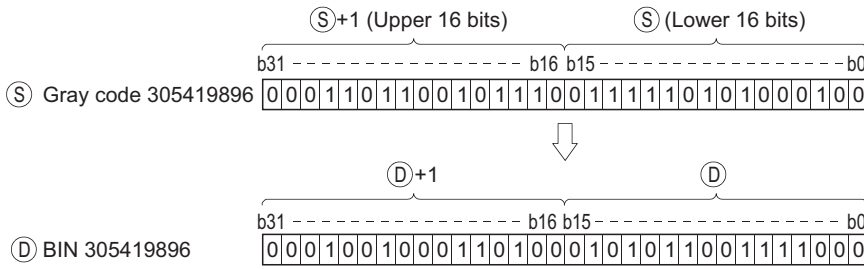 Ⓢ+1 (Upper 16 bits) Ⓢ (Lower 16 bits)
b31 b16 b15 b0
Ⓢ Gray code 305419896 0 0 0 1 1 0 1 1 0 0 1 0 1 1 1 0 0 1 1 1 1 1 0 1 0 1 0 0 0 1 0 0
Ⓓ+1 Ⓓ
b31 b16 b15 b0
Ⓓ BIN 305419896 0 0 0 1 0 0 1 0 0 0 1 1 0 1 0 0 0 1 0 1 0 1 1 0 0 1 1 1 1 0 0 0